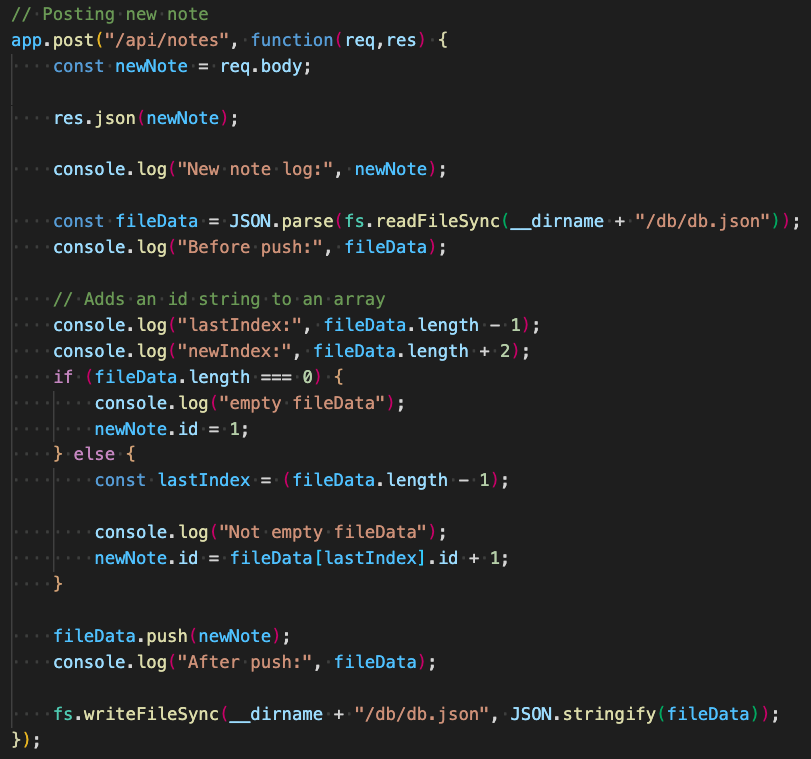 // Posting new note
app.post("/api/notes", function(req,res) {
    const newNote = req.body;
    res.json(newNote);
    console.log("New note log:", newNote);
    const fileData = JSON.parse(fs.readFileSync(__dirname + "/db/db.json"));
    console.log("Before push:", fileData);
    // Adds an id string to an array
    console.log("lastIndex:", fileData.length - 1);
    console.log("newIndex:", fileData.length + 2);
    if (fileData.length === 0) {
        console.log("empty fileData");
        newNote.id = 1;
    } else {
        const lastIndex = (fileData.length - 1);
        console.log("Not empty fileData");
        newNote.id = fileData[lastIndex].id + 1;
    }
    fileData.push(newNote);
    console.log("After push:", fileData);
    fs.writeFileSync(__dirname + "/db/db.json", JSON.stringify(fileData));
});